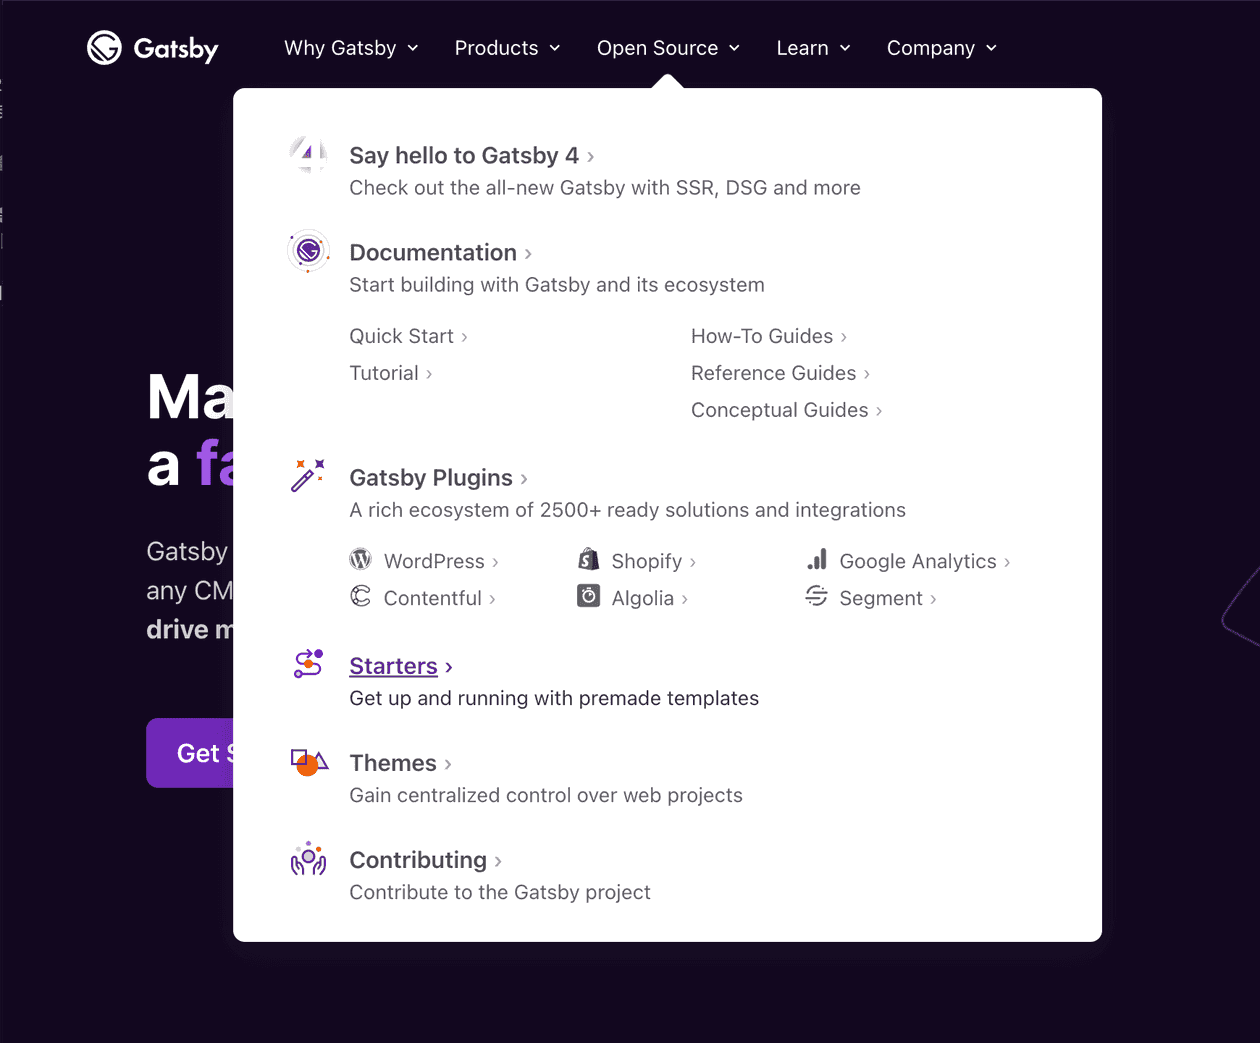 Gatsby
Why Gatsby
Products
Open Source
Learn
Company
Say hello to Gatsby 4
Check out the all-new Gatsby with SSR, DSG and more
Documentation
Start building with Gatsby and its ecosystem
Quick Start
How-To Guides
Tutorial
Reference Guides
Conceptual Guides
Gatsby Plugins
A rich ecosystem of 2500+ ready solutions and integrations
WordPress
Shopify
Google Analytics
Contentful
Algolia
Segment
Starters
Get up and running with premade templates
Themes
Gain centralized control over web projects
Contributing
Contribute to the Gatsby project
a
Gatsby
any
drive
Get